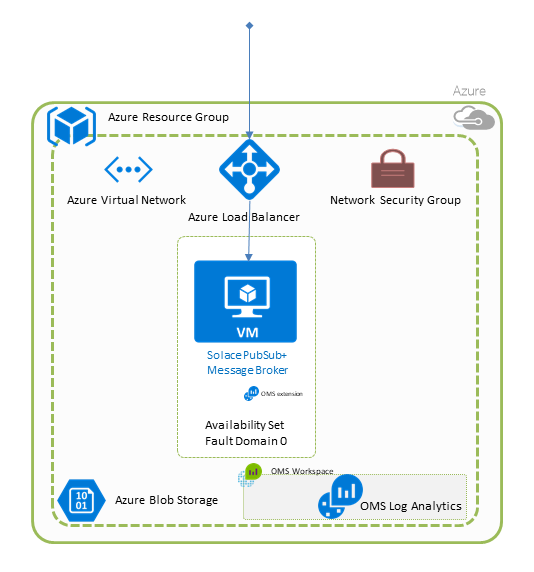 Azure
Azure Resource Group
Azure Virtual Network
Azure Load Balancer
Network Security Group
VM
Solace PubSub+
Message Broker
OMS extension
Availability Set
Fault Domain 0
OMS Workspace
10
01
Azure Blob Storage
OMS Log Analytics